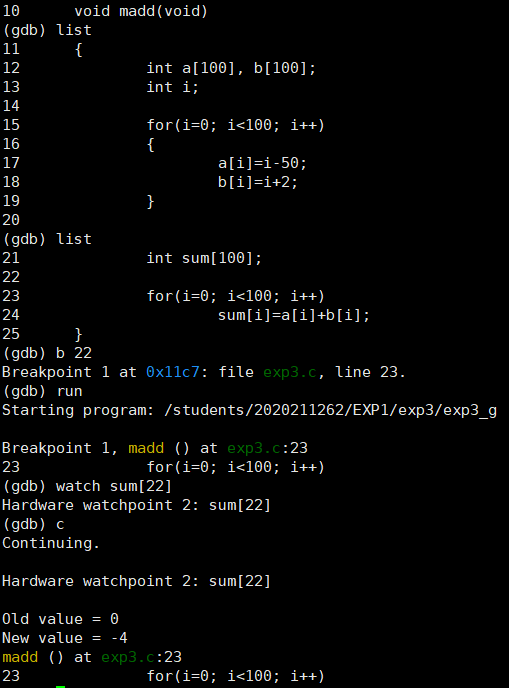 10      void madd(void)
(gdb) list
11      {
12              int a[100], b[100];
13              int i;
14
15              for(i=0; i<100; i++)
16              {
17                      a[i]=i-50;
18                      b[i]=i+2;
19              }
20
(gdb) list
21              int sum[100];
22
23              for(i=0; i<100; i++)
24                      sum[i]=a[i]+b[i];
25      }
(gdb) b 22
Breakpoint 1 at 0x11c7: file exp3.c, line 23.
(gdb) run
Starting program: /students/2020211262/EXP1/exp3/exp3_g

Breakpoint 1, madd () at exp3.c:23
23              for(i=0; i<100; i++)
(gdb) watch sum[22]
Hardware watchpoint 2: sum[22]
(gdb) c
Continuing.

Hardware watchpoint 2: sum[22]

Old value = 0
New value = -4
madd () at exp3.c:23
23              for(i=0; i<100; i++)